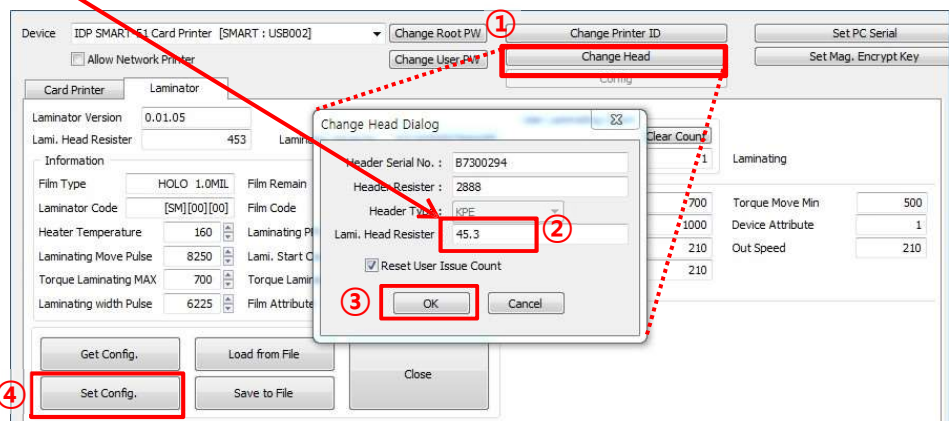 ①
Device IDP SMART-51 Card Printer [SMART : USB002] Change Root PW Change Printer ID Set PC Serial
Allow Network Printer Change User PW Change Head Set Mag. Encrypt Key
Config
Card Printer Laminator
Laminator Version 0.01.05
Change Head Dialog
Clear Count
Lami. Head Resister 453
1 Laminating
Information
Header Serial No. : B7300294
Film Type HOLO 1.0MIL Film Remain
Header Resister : 2888
700 Torque Move Min 500
Laminator Code [SM][00][00] Film Code
Header Type : KPE
1000 Device Attribute 1
Heater Temperature 160
Lami. Head Resister 45.3 ②
210 Out Speed 210
Laminating Move Pulse 8250 Lami. Start
Reset User Issue Count
210
Torque Laminating MAX 700
Laminating width Pulse 6225 Film Attribute
③ OK Cancel
Get Config. Load from File
Close
④ Set Config. Save to File